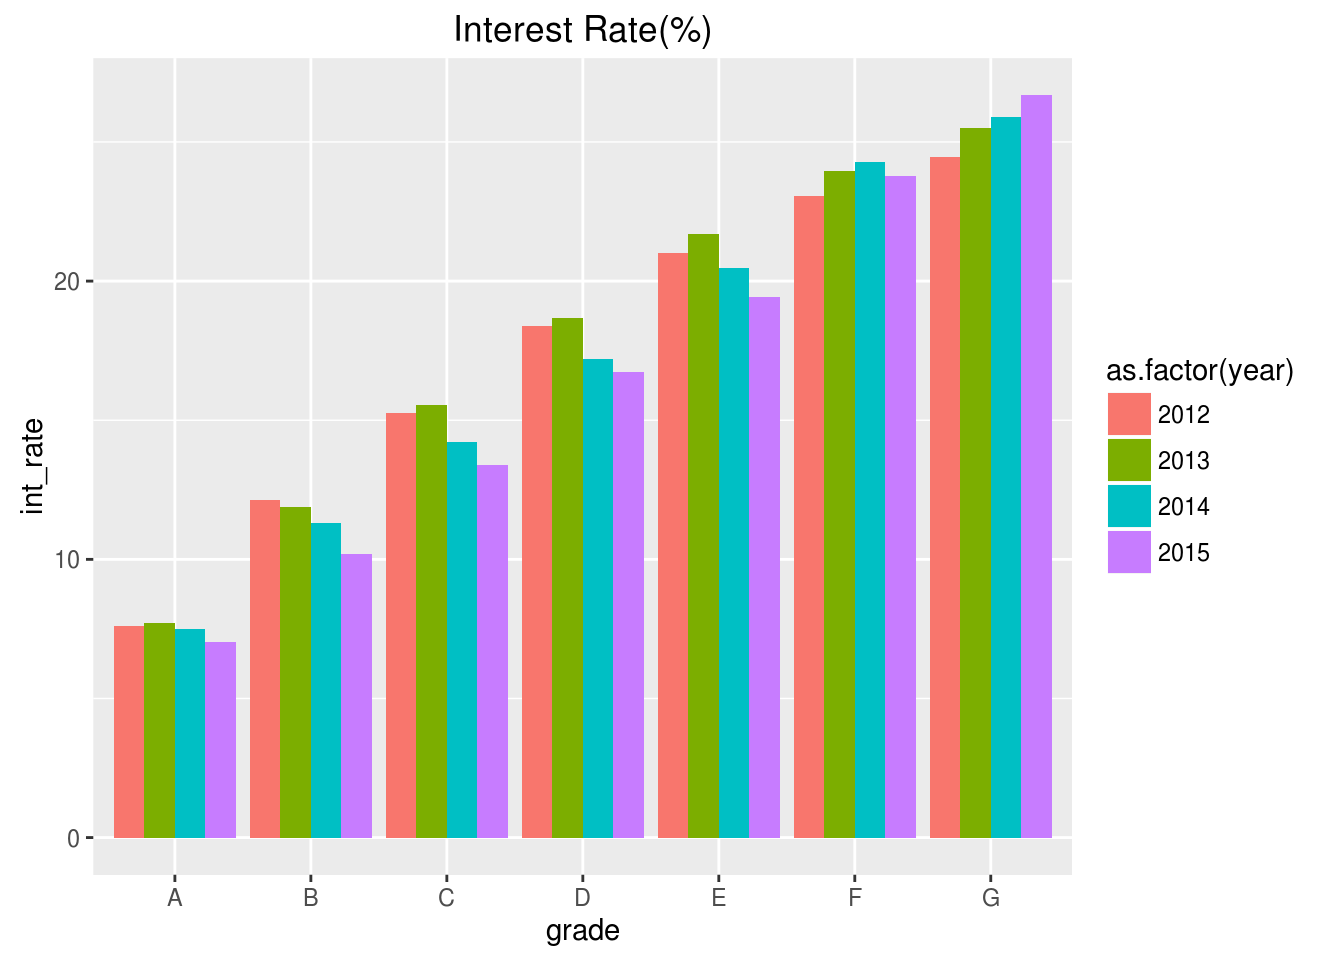 Interest Rate(%)
int_rate
20
10
0
A B C D E F G
grade
as.factor(year)
2012
2013
2014
2015